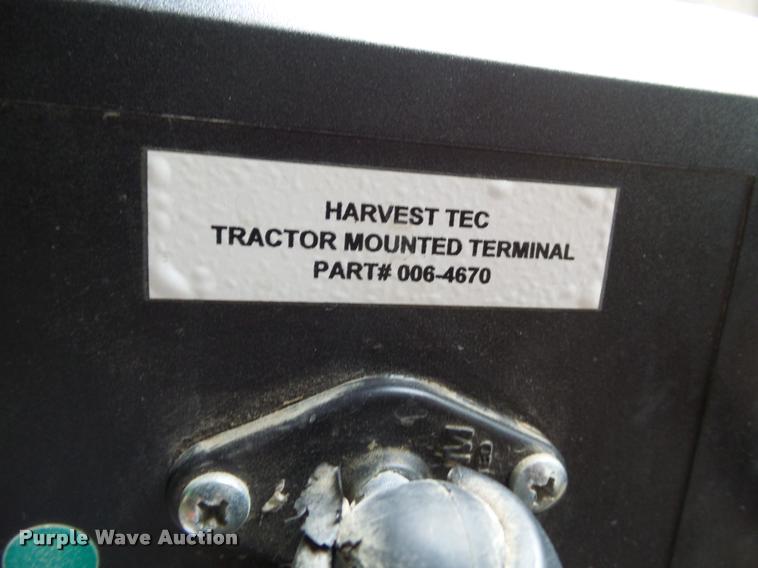 HARVEST TEC
TRACTOR MOUNTED TERMINAL
PART# 006-4670
Purple Wave Auction